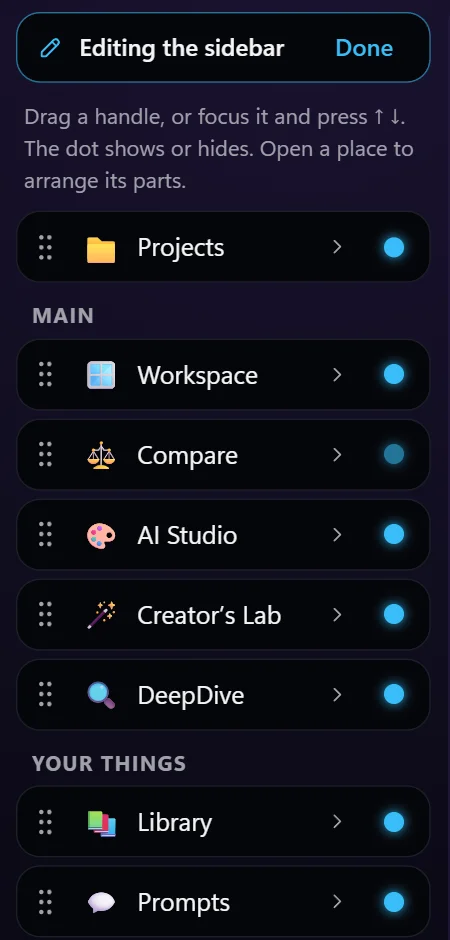 Editing the sidebar Done
Drag a handle, or focus it and press ↑ ↓.
The dot shows or hides. Open a place to
arrange its parts.
Projects
MAIN
Workspace
Compare
AI Studio
Creator’s Lab
DeepDive
YOUR THINGS
Library
Prompts